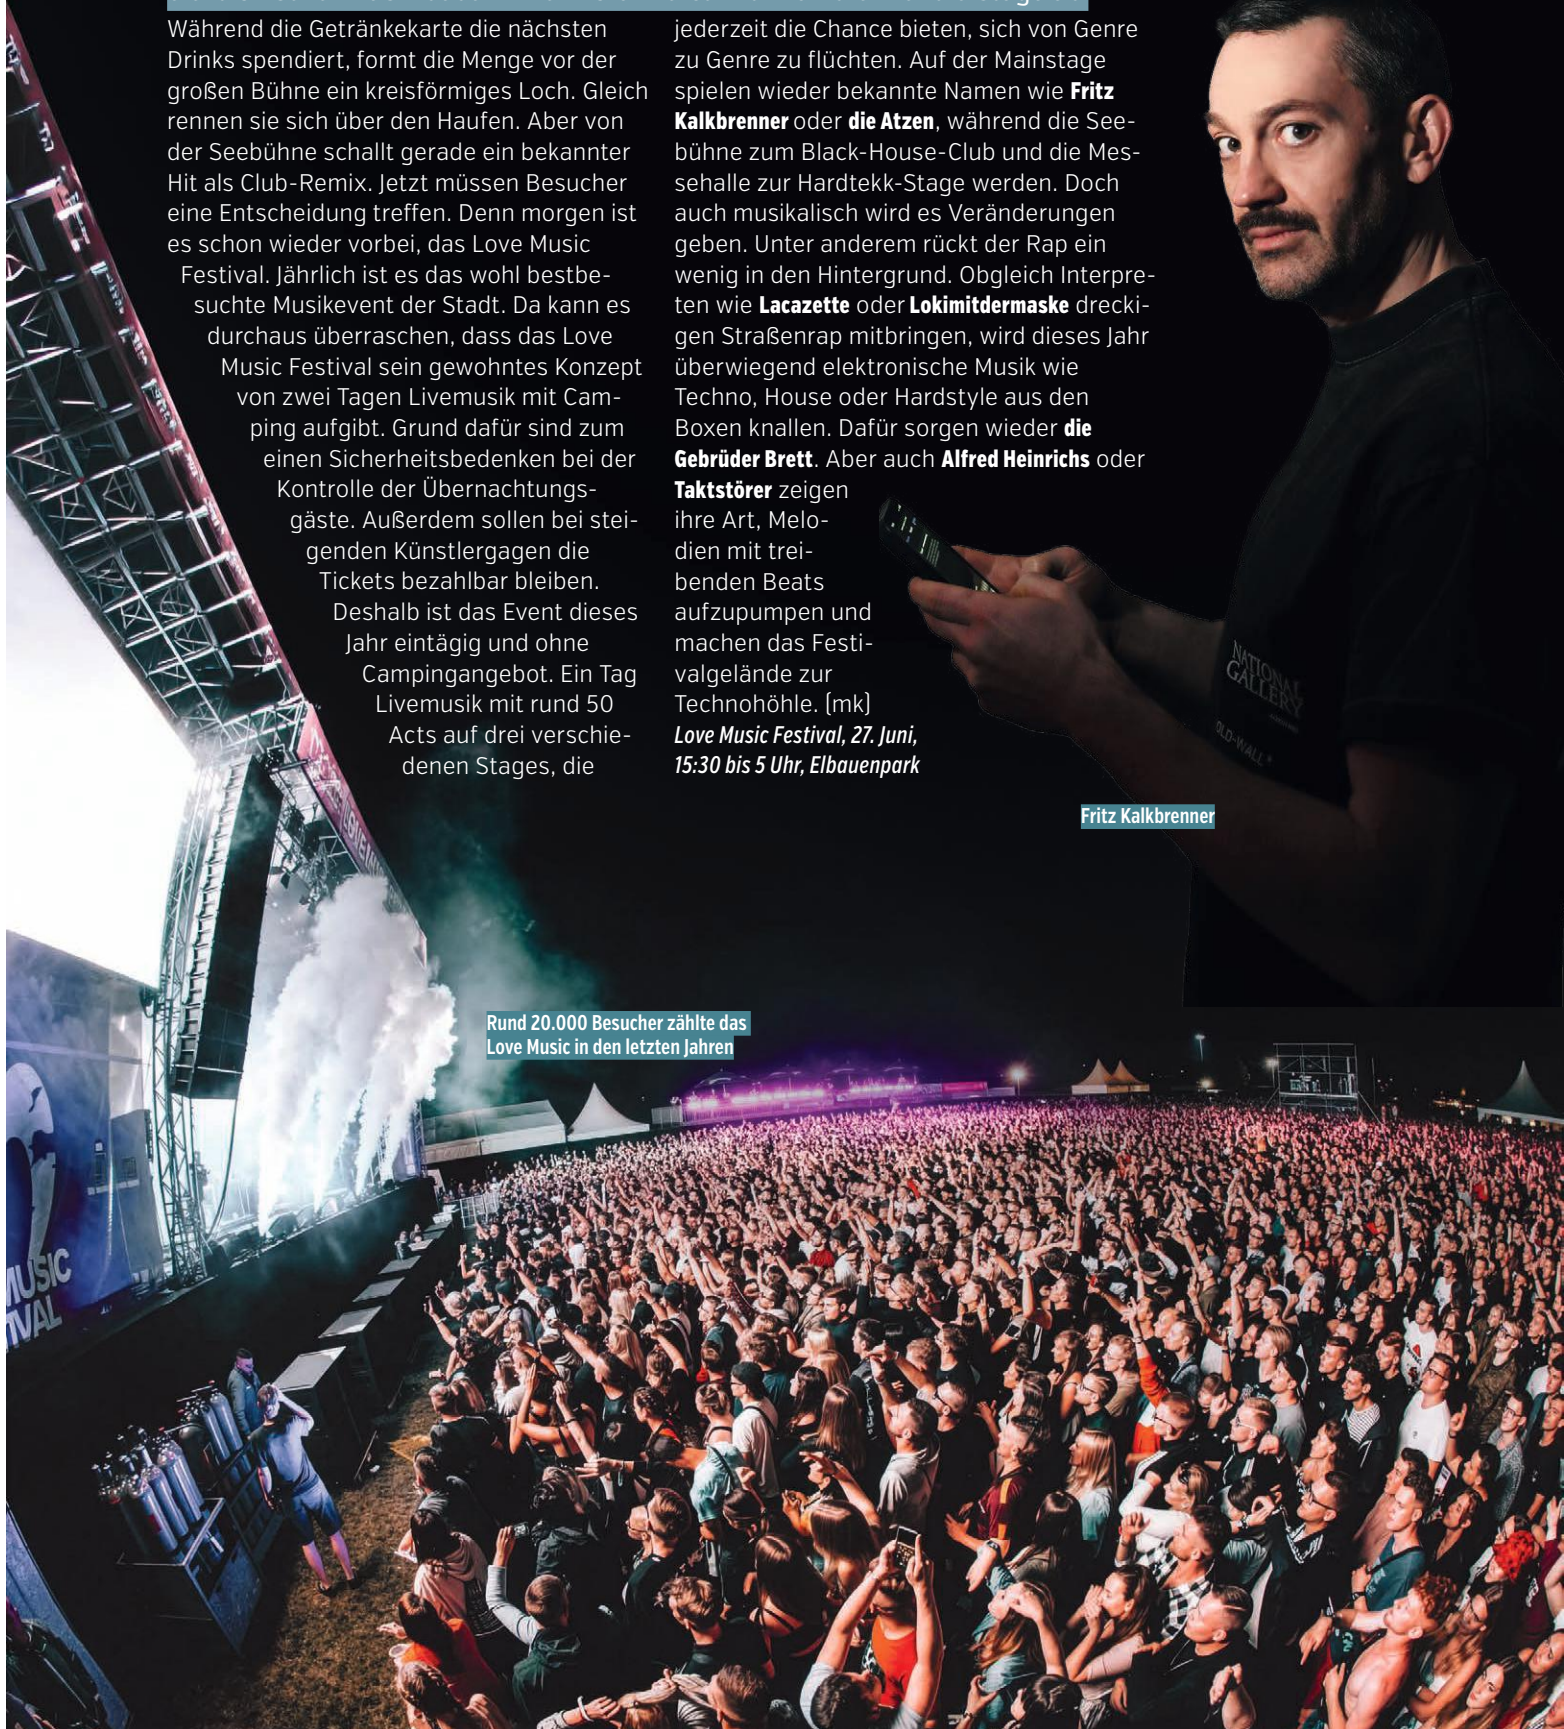 Während die Getränkekarte die nächsten
Drinks spendiert, formt die Menge vor der
großen Bühne ein kreisförmiges Loch. Gleich
rennen sie sich über den Haufen. Aber von
der Seebühne schallt gerade ein bekannter
Hit als Club-Remix. Jetzt müssen Besucher
eine Entscheidung treffen. Denn morgen ist
es schon wieder vorbei, das Love Music
Festival. Jährlich ist es das wohl bestbe-
suchte Musikevent der Stadt. Da kann es
durchaus überraschen, dass das Love
Music Festival sein gewohntes Konzept
von zwei Tagen Livemusik mit Cam-
ping aufgibt. Grund dafür sind zum
einen Sicherheitsbedenken bei der
Kontrolle der Übernachtungs-
gäste. Außerdem sollen bei stei-
genden Künstlergagen die
Tickets bezahlbar bleiben.
Deshalb ist das Event dieses
Jahr eintägig und ohne
Campingangebot. Ein Tag
Livemusik mit rund 50
Acts auf drei verschie-
denen Stages, die
jederzeit die Chance bieten, sich von Genre
zu Genre zu flüchten. Auf der Mainstage
spielen wieder bekannte Namen wie Fritz
Kalkbrenner oder die Atzen, während die See-
bühne zum Black-House-Club und die Mes-
sehalle zur Hardtekk-Stage werden. Doch
auch musikalisch wird es Veränderungen
geben. Unter anderem rückt der Rap ein
wenig in den Hintergrund. Obgleich Interpre-
ten wie Lacazette oder Lokimitdermaske drecki-
gen Straßenrap mitbringen, wird dieses Jahr
überwiegend elektronische Musik wie
Techno, House oder Hardstyle aus den
Boxen knallen. Dafür sorgen wieder die
Gebrüder Brett. Aber auch Alfred Heinrichs oder
Taktstörer zeigen
ihre Art, Melo-
dien mit trei-
benden Beats
aufzupumpen und
machen das Festi-
valgelände zur
Technohöhle. (mk)
Love Music Festival, 27. Juni,
15:30 bis 5 Uhr, Elbauenpark
NATIONAL
GALLERY
OLD-WALL
Fritz Kalkbrenner
Rund 20.000 Besucher zählte das
Love Music in den letzten Jahren
MUSIC
IVAL